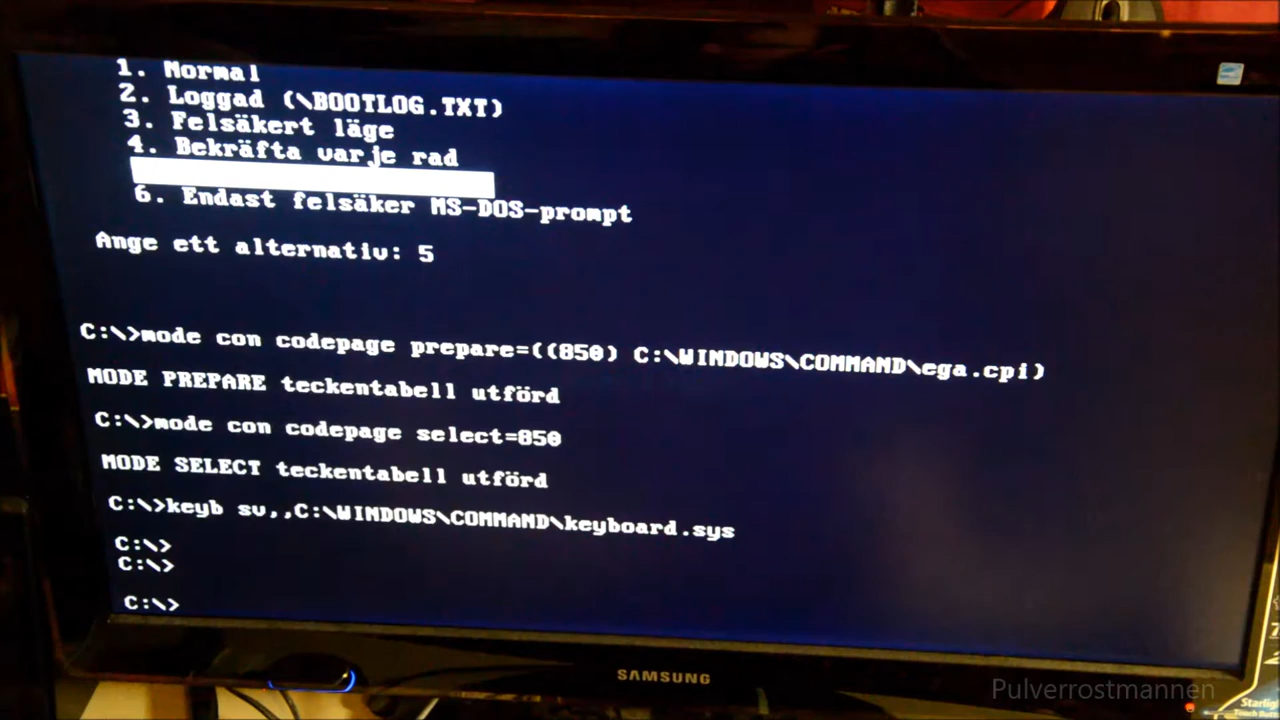 1. Normal
2. Loggad (\BOOTLOG.TXT)
3. Felsäkert läge
4. Bekräfta varje rad
6. Endast felsäker MS-DOS-prompt
Ange ett alternativ: 5
C:\>mode con codepage prepare=((850) C:\WINDOWS\COMMAND\ega.cpi)
MODE PREPARE teckentabell utförd
C:\>mode con codepage select=850
MODE SELECT teckentabell utförd
C:\>keyb sv,,C:\WINDOWS\COMMAND\keyboard.sys
C:\>
C:\>
C:\>
SAMSUNG
Pulverrostmannen